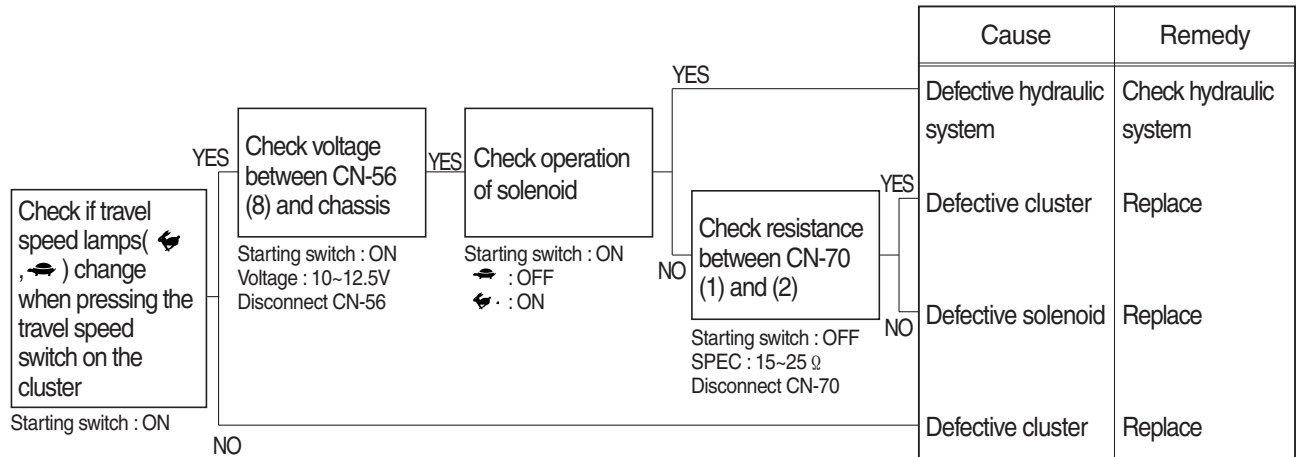 Check if travel
speed lamps(
, ) change
when pressing the
travel speed
switch on the
cluster
Starting switch : ON
YES
NO
Check voltage
between CN-56
(8) and chassis
Starting switch : ON
Voltage : 10~12.5V
Disconnect CN-56
YES
Check operation
of solenoid
Starting switch : ON
: OFF
: ON
YES
NO
Check resistance
between CN-70
(1) and (2)
Starting switch : OFF
SPEC : 15~25 Ω
Disconnect CN-70
YES
NO
Cause Remedy
Defective hydraulic Check hydraulic
system system
Defective cluster Replace
Defective solenoid Replace
Defective cluster Replace